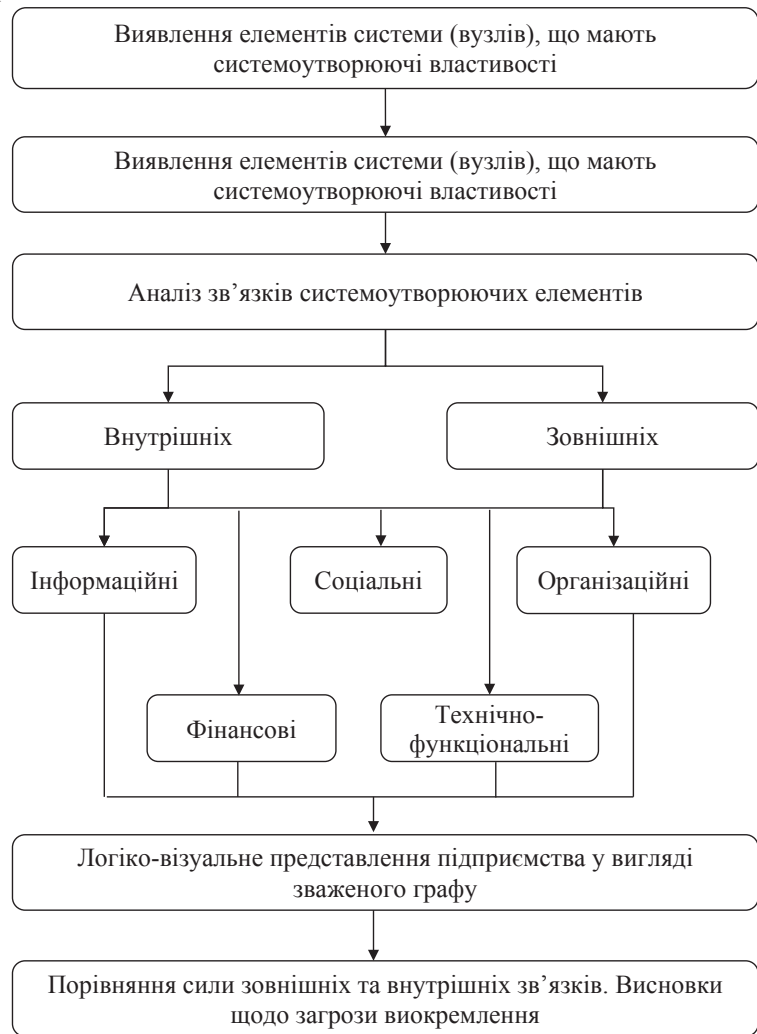 Виявлення елементів системи (вузлів), що мають
системоутворюючі властивості
Виявлення елементів системи (вузлів), що мають
системоутворюючі властивості
Аналіз зв’язків системоутворюючих елементів
Внутрішніх
Зовнішніх
Інформаційні
Соціальні
Організаційні
Фінансові
Технічно-
функціональні
Логіко-візуальне представлення підприємства у вигляді
зваженого графу
Порівняння сили зовнішніх та внутрішніх зв’язків. Висновки
щодо загрози виокремлення